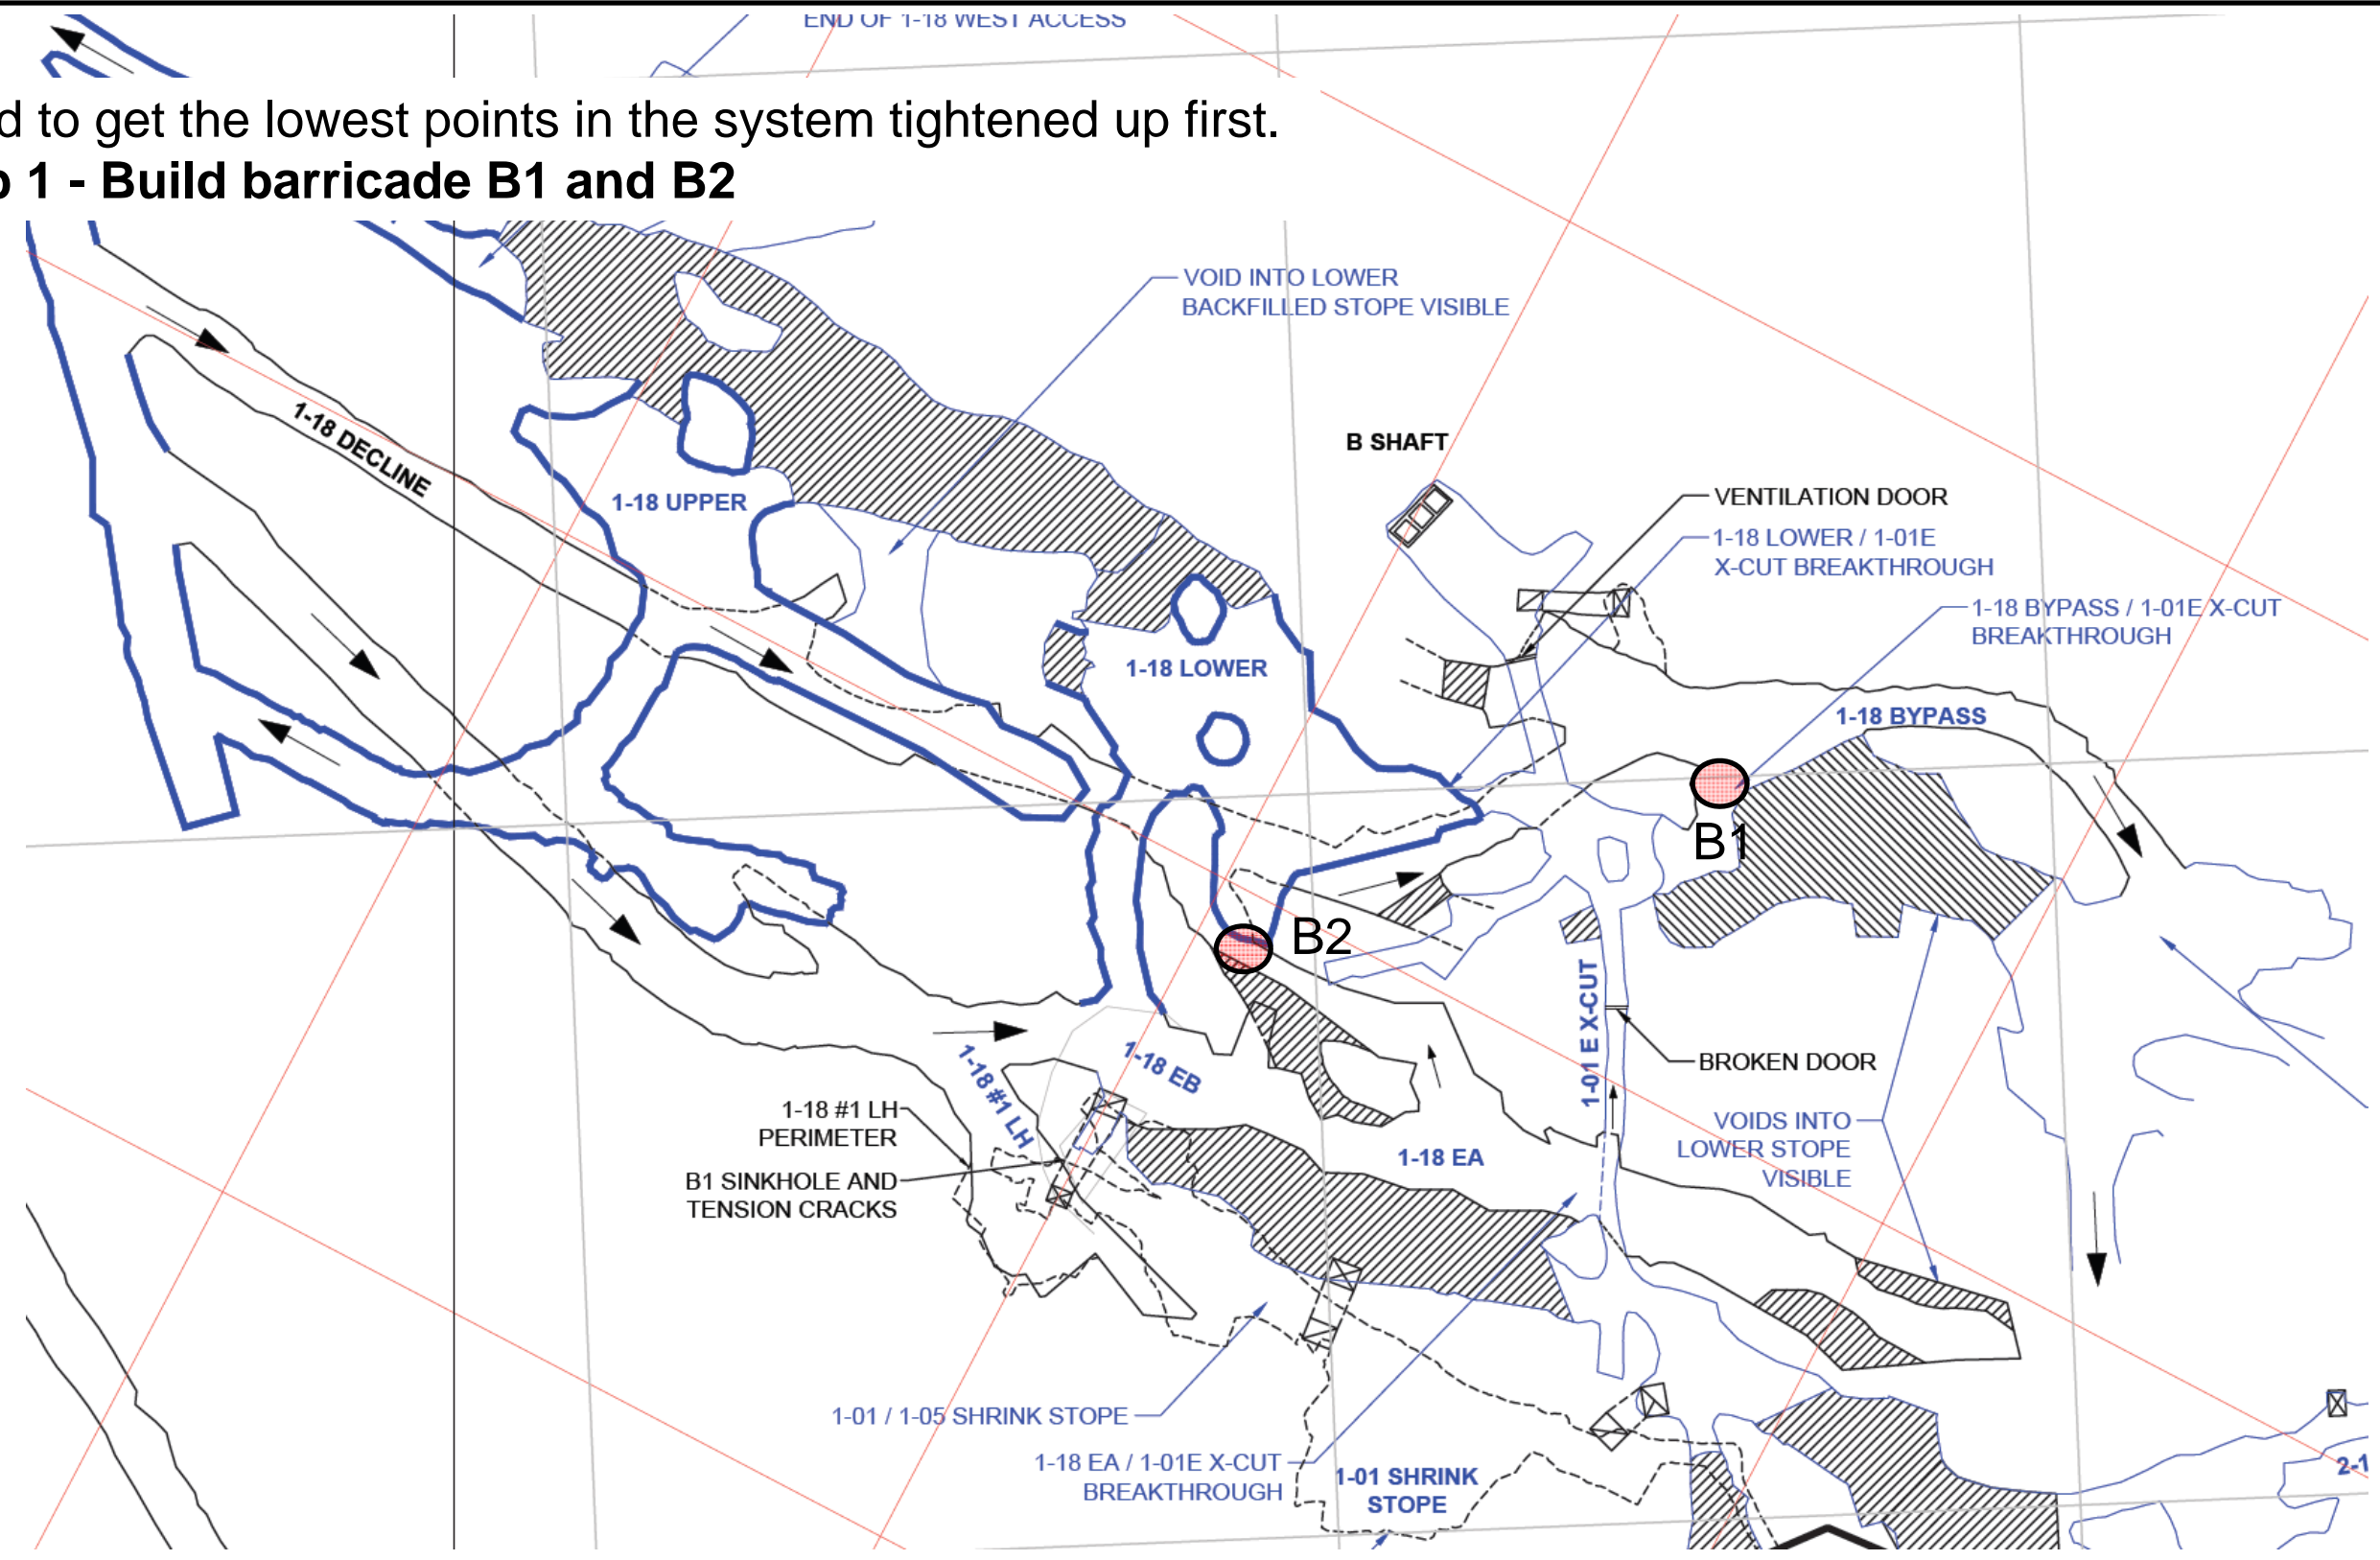 END OF 1-18 WEST ACCESS
d to get the lowest points in the system tightened up first.
1 - Build barricade B1 and B2
VOID INTO LOWER
BACKFILLED STOPE VISIBLE
1-18 DECLINE
B SHAFT
1-18 UPPER
VENTILATION DOOR
1-18 LOWER / 1-01E
X-CUT BREAKTHROUGH
1-18 BYPASS / 1-01E X-CUT
BREAKTHROUGH
1-18 LOWER
1-18 BYPASS
B1
B2
1-01 E X-CUT
1-18 EB
1-18 #1 LH
BROKEN DOOR
1-18 #1 LH
PERIMETER
VOIDS INTO
LOWER STOPE
VISIBLE
1-18 EA
B1 SINKHOLE AND
TENSION CRACKS
1-01 / 1-05 SHRINK STOPE
1-18 EA / 1-01E X-CUT
BREAKTHROUGH
1-01 SHRINK
STOPE
2-1